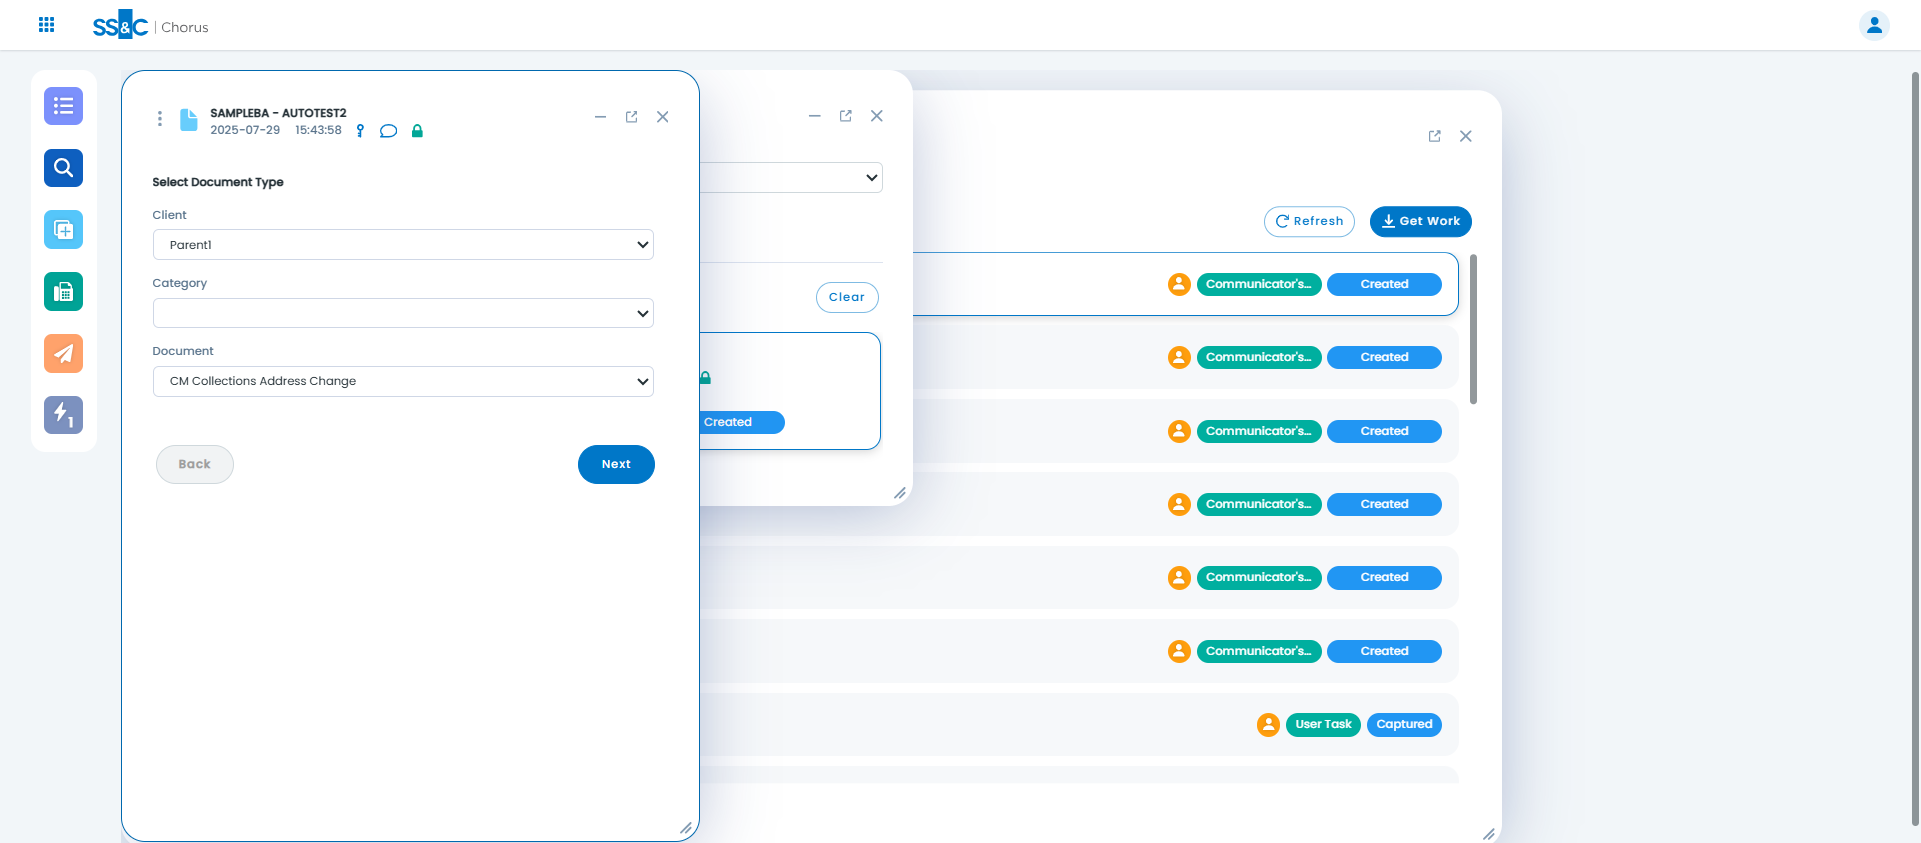 SS&C | Chorus
SAMPLEBA - AUTOTEST2
2025-07-29 15:43:58
Select Document Type
Client
Parent1
Category
Document
CM Collections Address Change
Back
Next
Clear
Created
Refresh
Get Work
Communicator's... Created
Communicator's... Created
Communicator's... Created
Communicator's... Created
Communicator's... Created
Communicator's... Created
User Task Captured
1